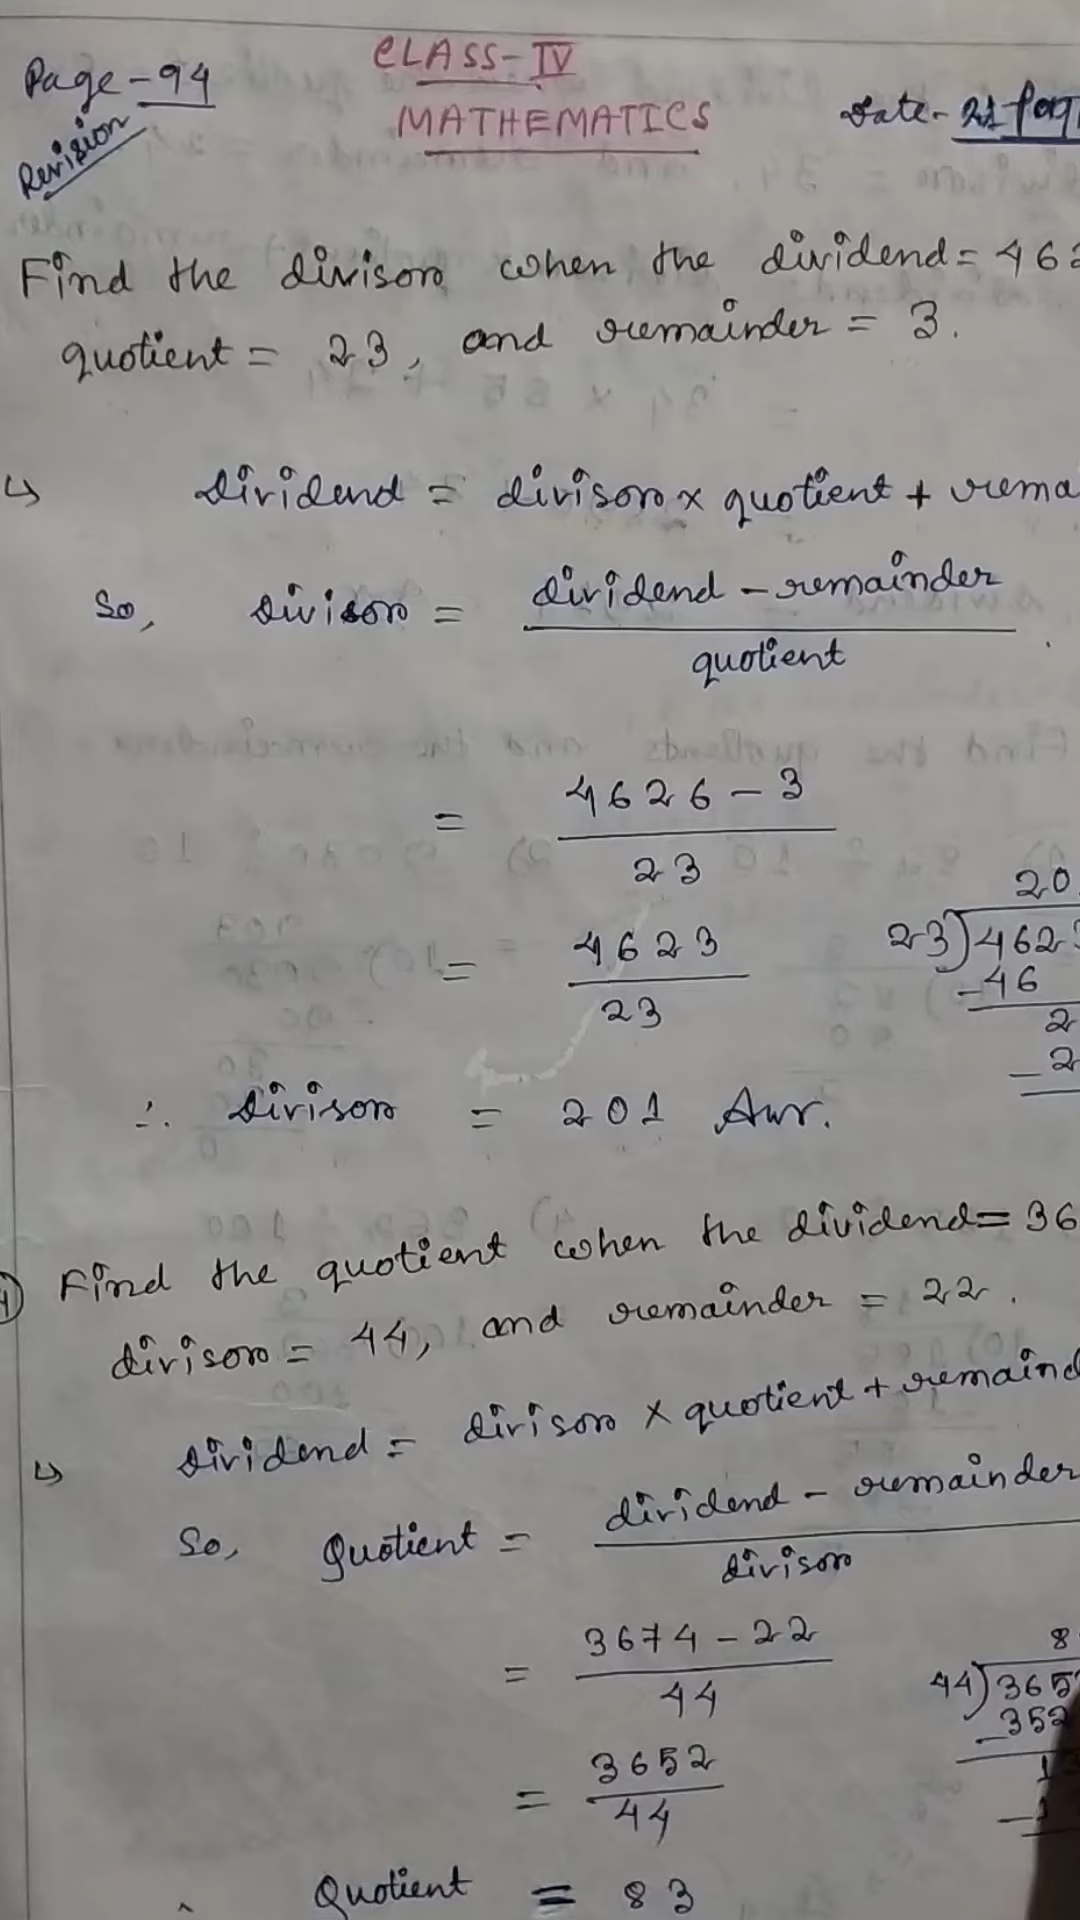 Page-94
CLASS-IV
MATHEMATICS
Date- 21
Revision
Find the divisor when the dividend= 462
quotient = 23, and remainder = 3.
↳ Dividend = divisor x quotient + rema
So, divisor = dividend - remainder
quotient
= 4626 - 3
23
= 4623
23
20
23)462
-46
2
-2
∴ Divisor = 201 Ans.
Find the quotient when the dividend= 36
divisor = 44, and remainder = 22.
↳ Dividend = divisor x quotient + remaind
So, Quotient = dividend - remainder
divisor
= 3674 - 22
44
= 3652
44
8
44)365
-352
1
-1
Quotient = 83